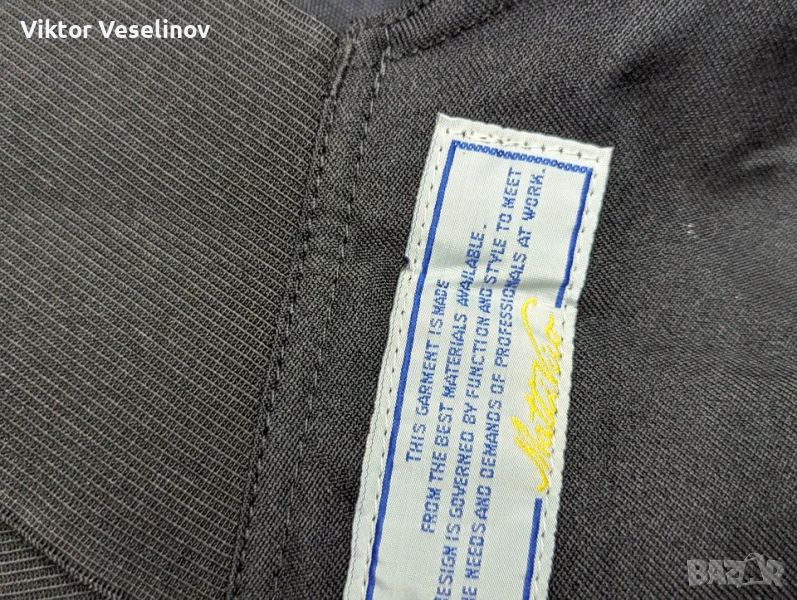 Viktor Veselinov
THIS GARMENT IS MADE
FROM THE BEST MATERIALS AVAILABLE.
DESIGN IS GOVERNED BY FUNCTION AND STYLE TO MEET
THE NEEDS AND DEMANDS OF PROFESSIONALS AT WORK.
BAZAR